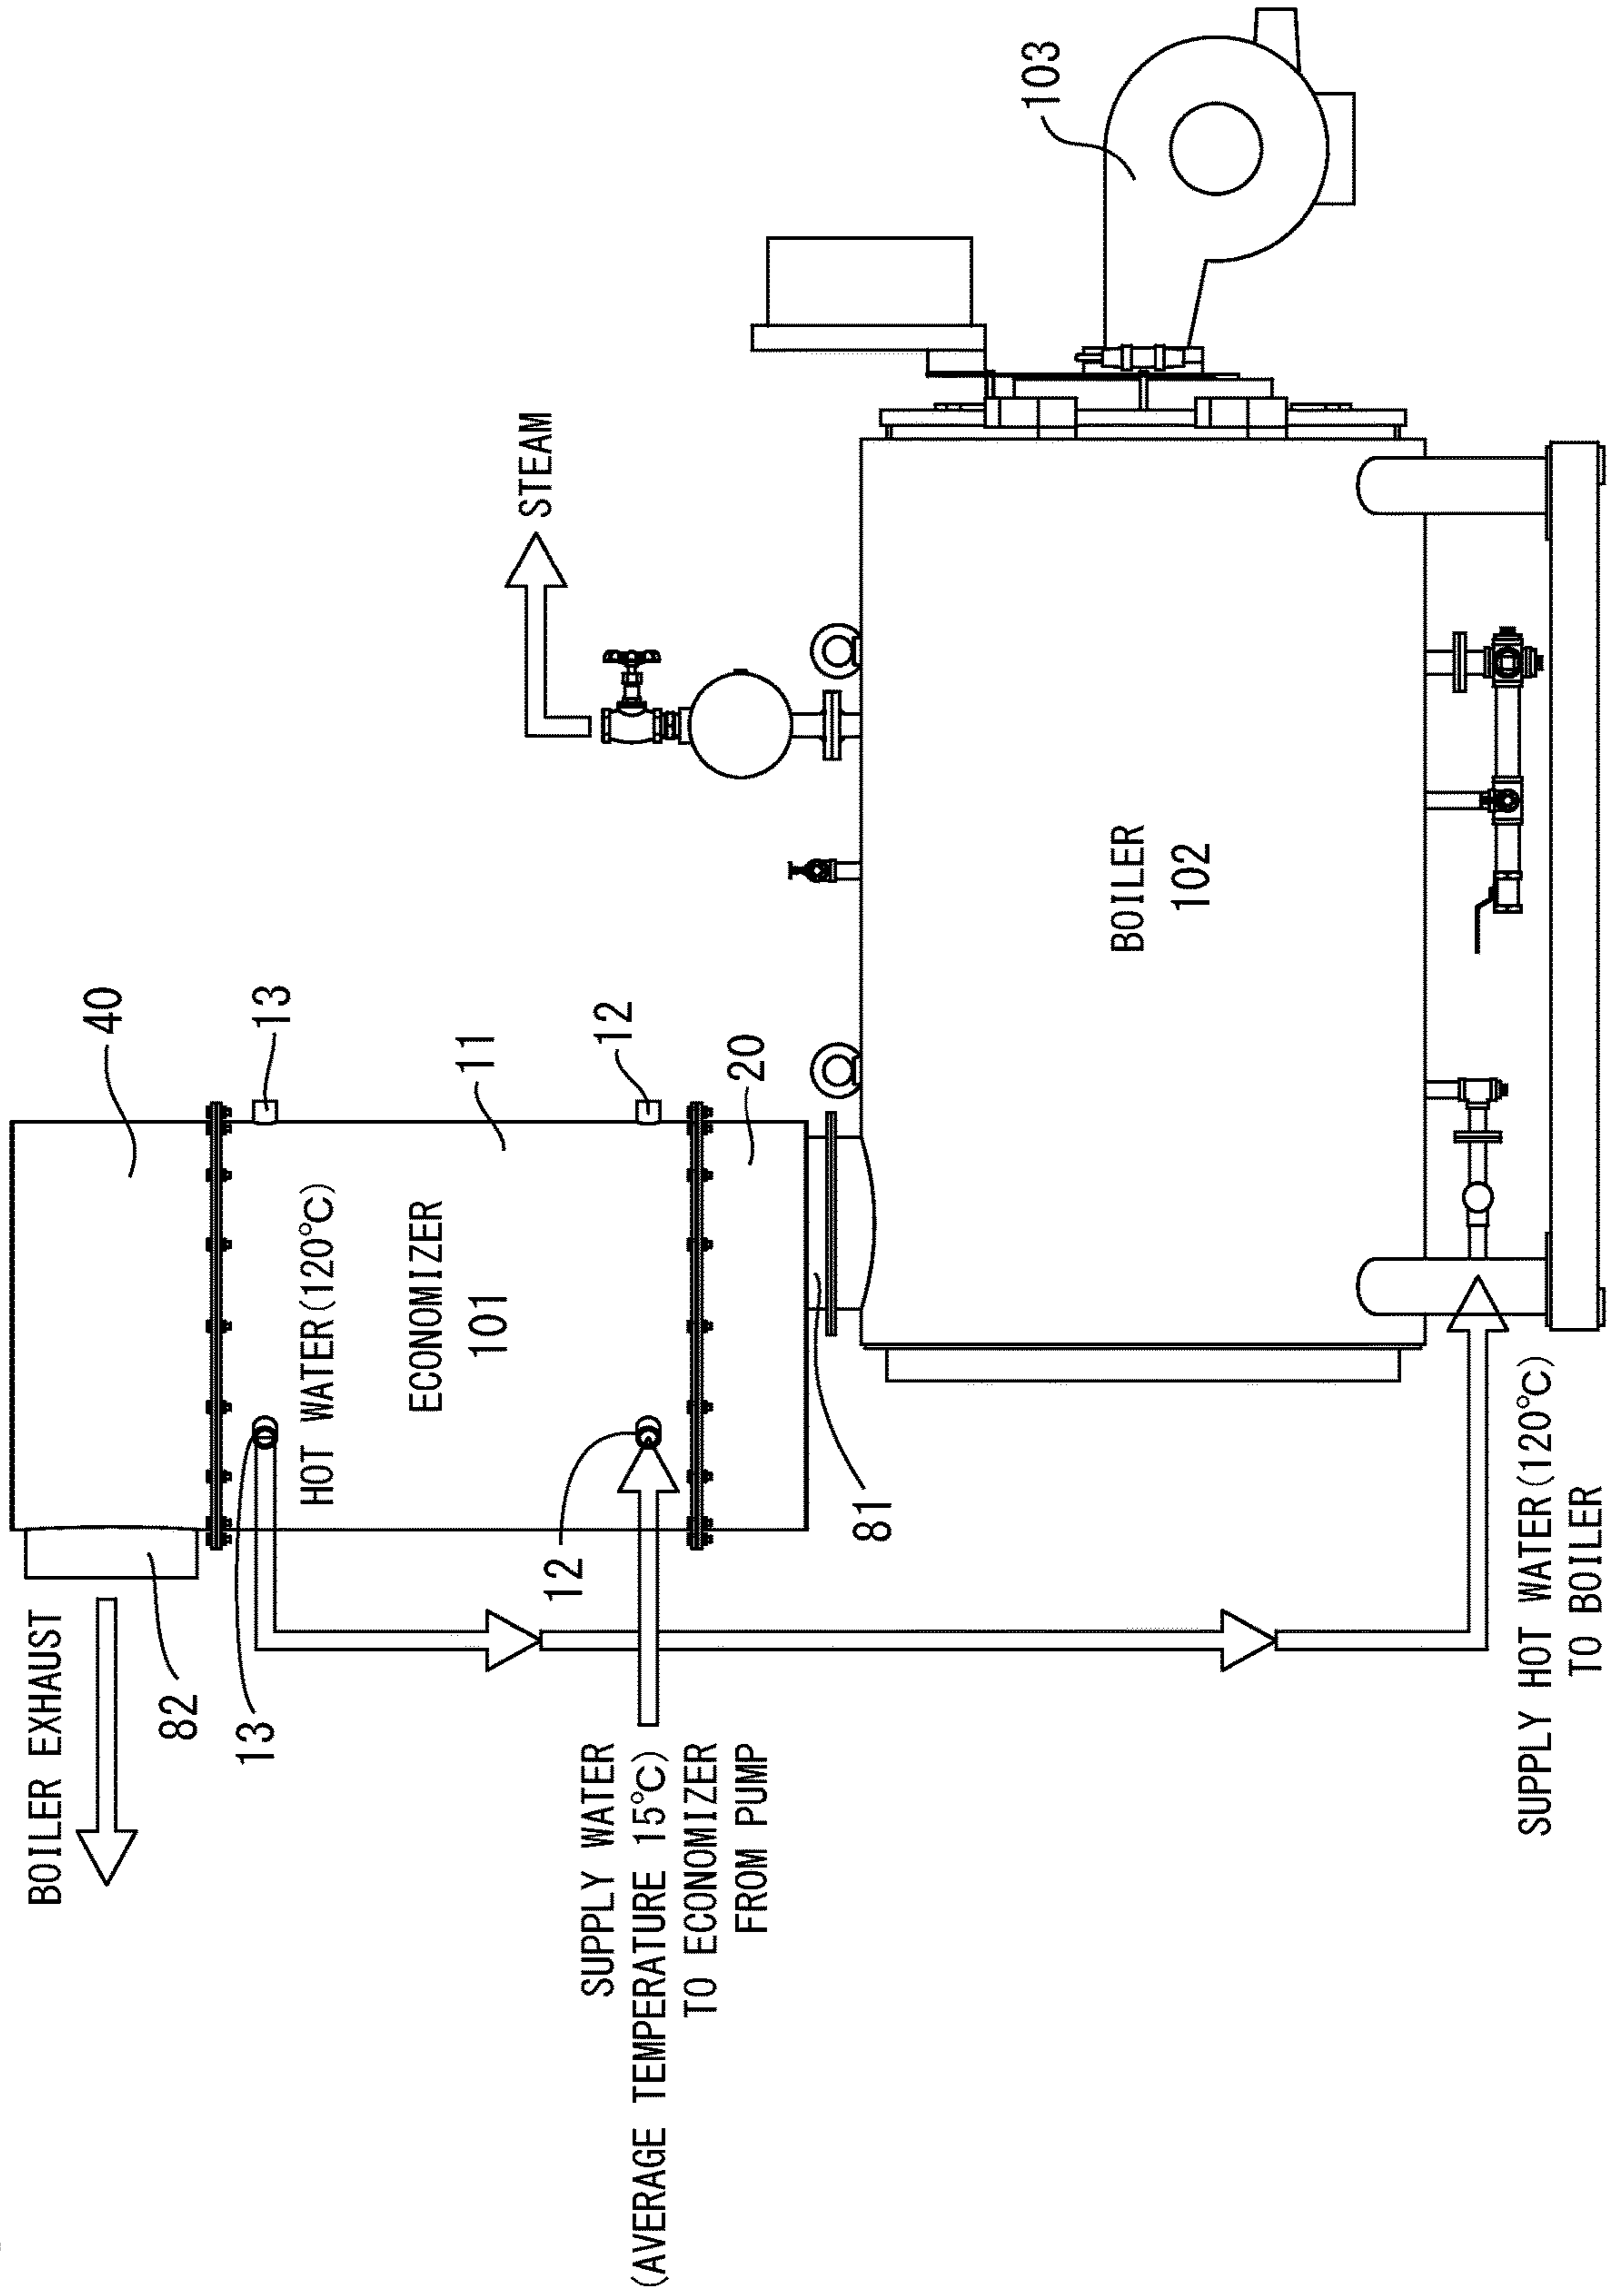 BOILER EXHAUST
82
13
40
13
HOT WATER(120℃)
ECONOMIZER
101
11
12
12
20
81
SUPPLY WATER
(AVERAGE TEMPERATURE 15℃)
TO ECONOMIZER
FROM PUMP
STEAM
103
BOILER
102
SUPPLY HOT WATER(120℃)
TO BOILER